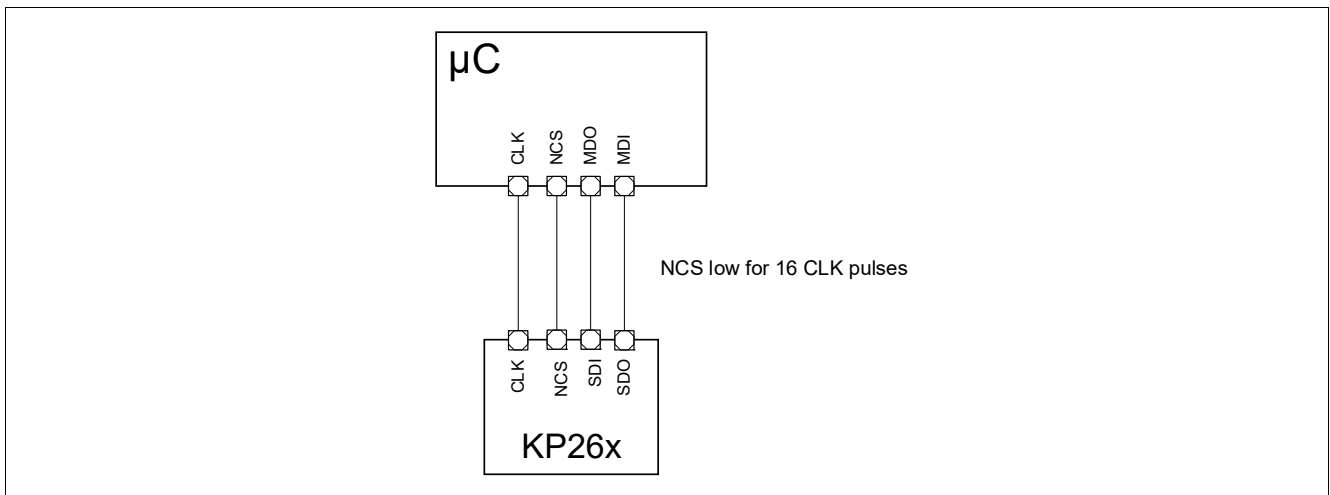 µC
CLK
NCS
MDO
MDI
NCS low for 16 CLK pulses
CLK
NCS
SDI
SDO
KP26x